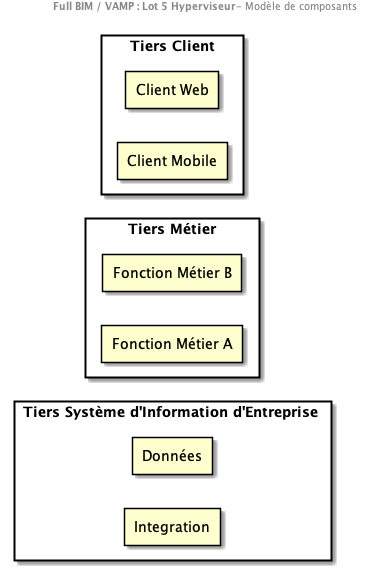 Full BIM / VAMP : Lot 5 Hyperviseur– Modèle de composants
Tiers Client
Client Web
Client Mobile
Tiers Métier
Fonction Métier B
Fonction Métier A
Tiers Système d'Information d'Entreprise
Données
Integration